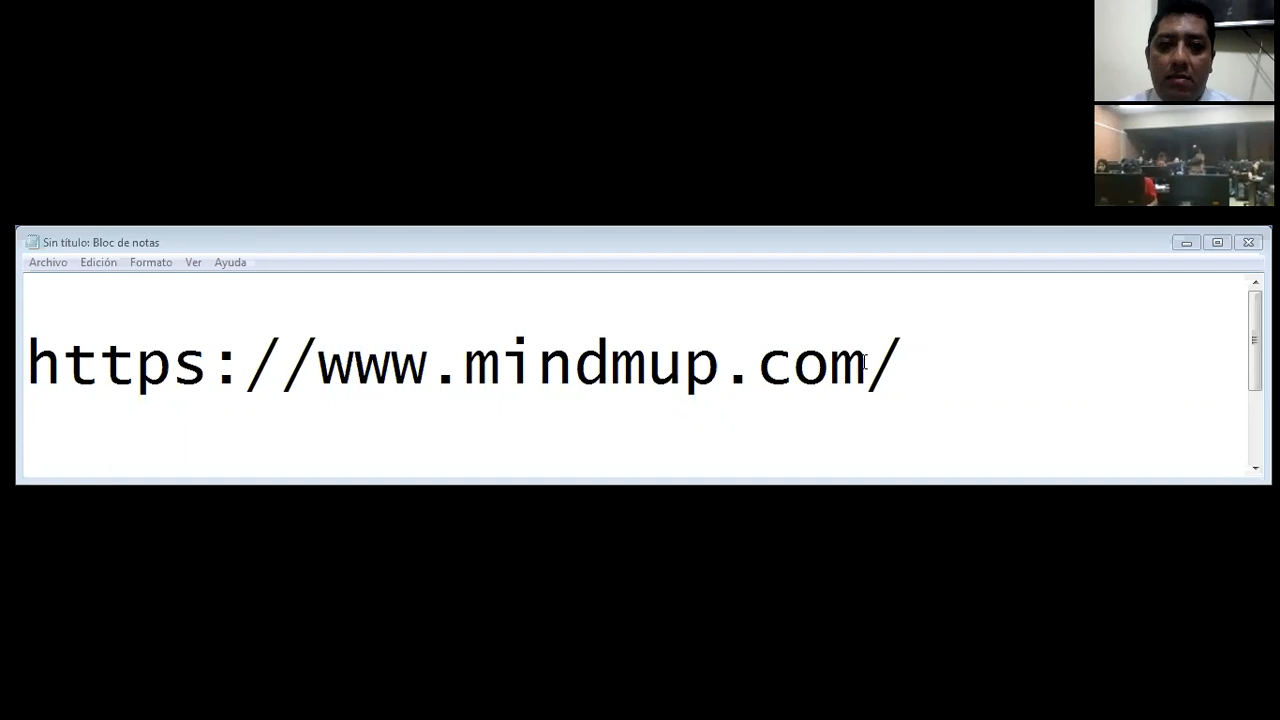 Sin título: Bloc de notas
Archivo Edición Formato Ver Ayuda
https://www.mindmup.com/